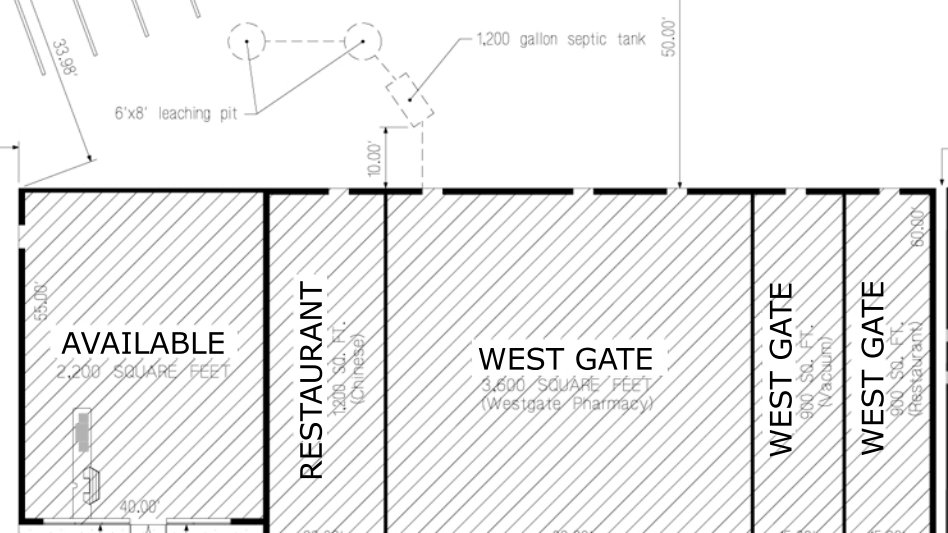 33.98'
1,200 gallon septic tank
50.00'
6'x8' leaching pit
10.00'
60.00'
55.00'
AVAILABLE
2,200 SQUARE FEET
RESTAURANT
1,200 SQ. FT.
(Chinese)
WEST GATE
3,600 SQUARE FEET
(Westgate Pharmacy)
WEST GATE
900 SQ. FT.
(Vacuum)
WEST GATE
900 SQ. FT.
(Restaurant)
40.00'